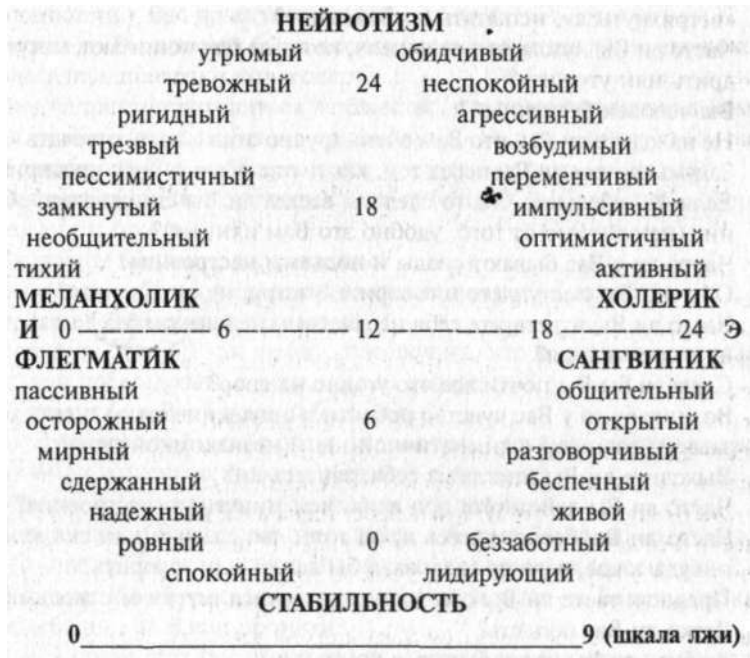 НЕЙРОТИЗМ
угрюмый обидчивый
тревожный 24 неспокойный
ригидный агрессивный
трезвый возбудимый
пессимистичный переменчивый
замкнутый 18 импульсивный
необщительный оптимистичный
тихий активный
МЕЛАНХОЛИК ХОЛЕРИК
И 0 6 12 18 24 Э
ФЛЕГМАТИК САНГВИНИК
пассивный общительный
осторожный 6 открытый
мирный разговорчивый
сдержанный беспечный
надежный живой
ровный 0 беззаботный
спокойный лидирующий
СТАБИЛЬНОСТЬ
0 9 (шкала лжи)